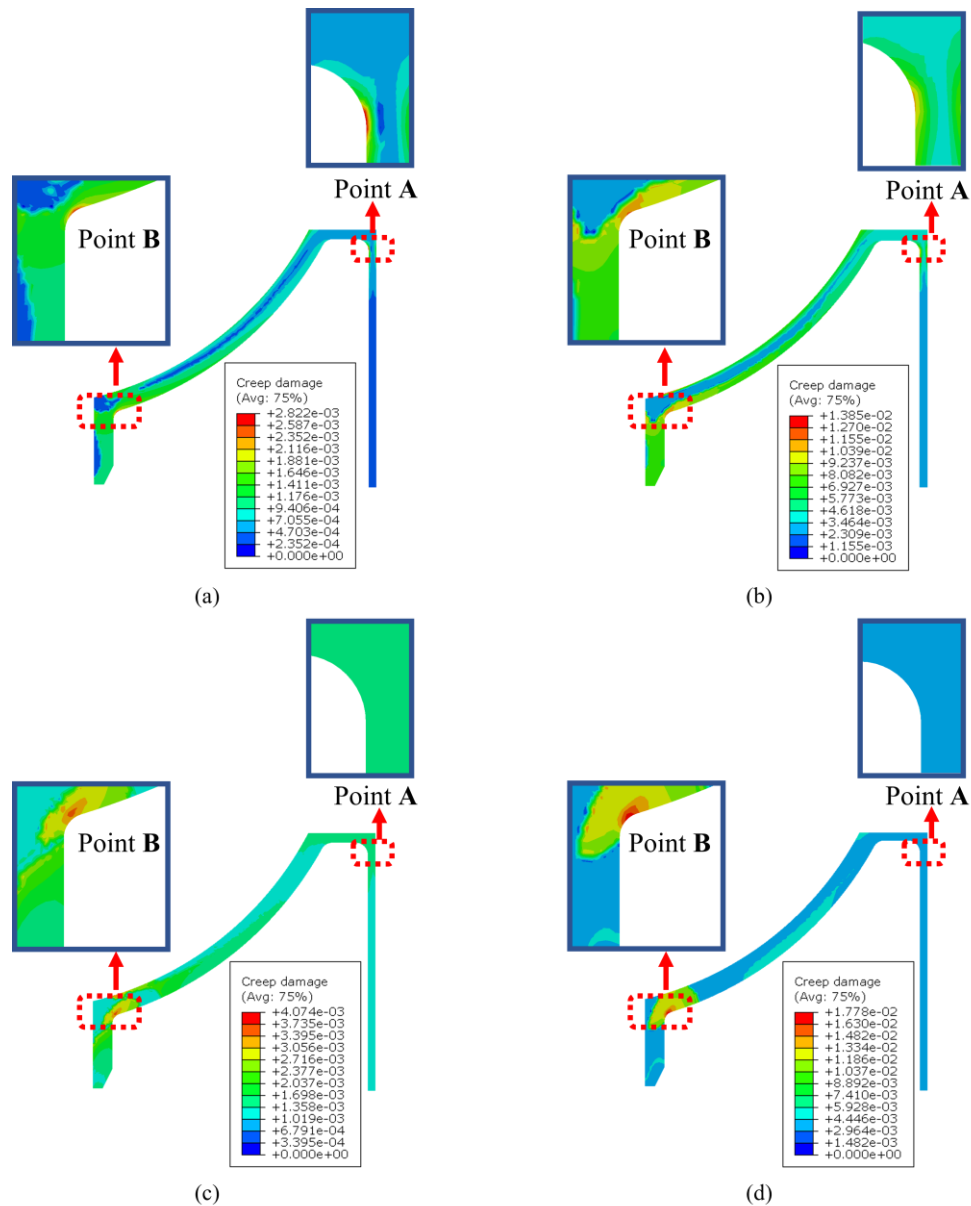 Point A
Point B
Creep damage
(Avg: 75%)
+2.822e-03
+2.587e-03
+2.352e-03
+2.116e-03
+1.881e-03
+1.646e-03
+1.411e-03
+1.176e-03
+9.406e-04
+7.055e-04
+4.703e-04
+2.352e-04
+0.000e+00
(a)
Point A
Point B
Creep damage
(Avg: 75%)
+1.385e-02
+1.270e-02
+1.155e-02
+1.039e-02
+9.237e-03
+8.082e-03
+6.927e-03
+5.773e-03
+4.618e-03
+3.464e-03
+2.309e-03
+1.155e-03
+0.000e+00
(b)
Point A
Point B
Creep damage
(Avg: 75%)
+4.074e-03
+3.735e-03
+3.395e-03
+3.056e-03
+2.716e-03
+2.377e-03
+2.037e-03
+1.698e-03
+1.358e-03
+1.019e-03
+6.791e-04
+3.395e-04
+0.000e+00
(c)
Point A
Point B
Creep damage
(Avg: 75%)
+1.778e-02
+1.630e-02
+1.482e-02
+1.334e-02
+1.186e-02
+1.037e-02
+8.892e-03
+7.410e-03
+5.928e-03
+4.446e-03
+2.964e-03
+1.482e-03
+0.000e+00
(d)